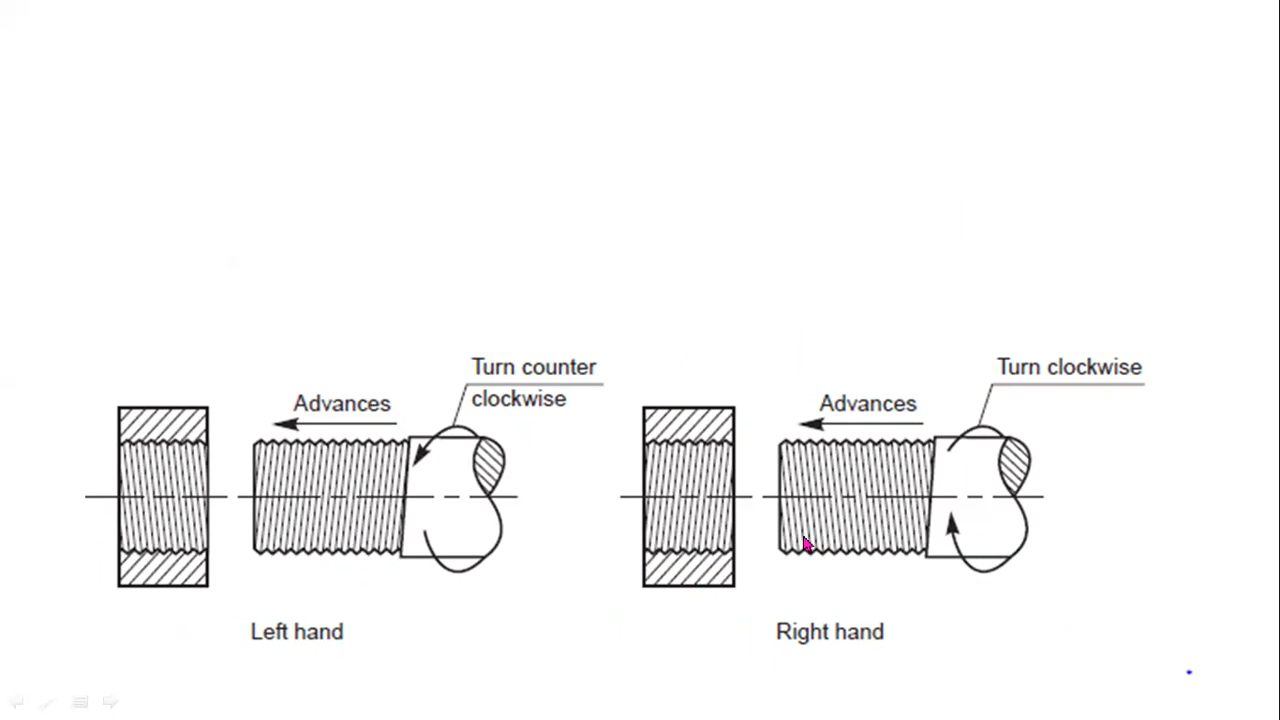 Turn counter
clockwise
Advances
Left hand
Turn clockwise
Advances
Right hand